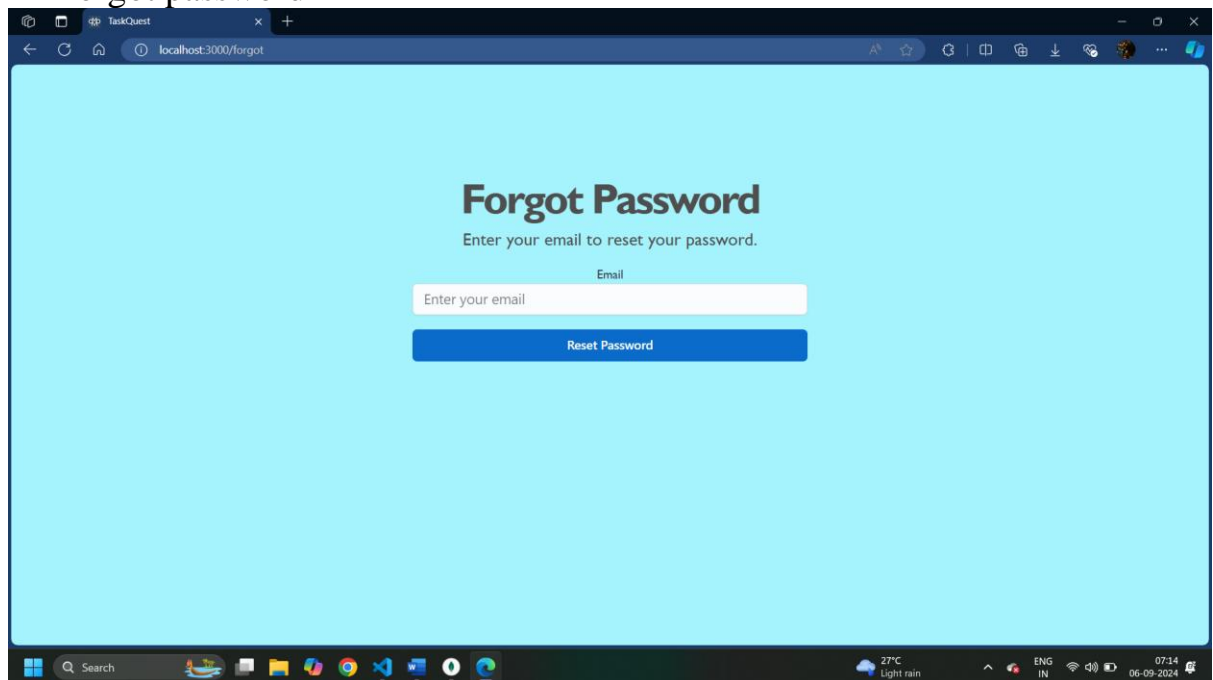 TaskQuest
localhost:3000/forgot
Forgot Password
Enter your email to reset your password.
Email
Enter your email
Reset Password
Search
27°C
Light rain
ENG
IN
07:14
06-09-2024